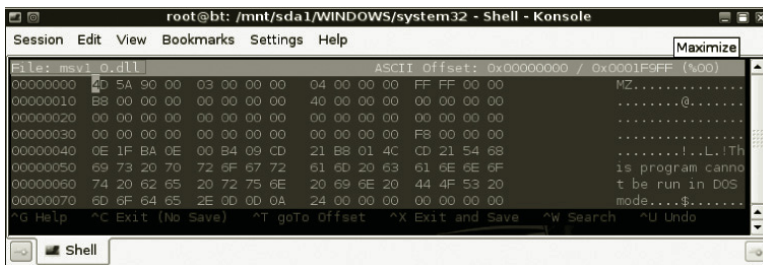 root@bt: /mnt/sda1/WINDOWS/system32 - Shell - Konsole
Session Edit View Bookmarks Settings Help
Maximize
File: msv1_0.dll ASCII Offset: 0x00000000 / 0x0001F9FF (%00)
00000000 4D 5A 90 00 03 00 00 00 04 00 00 00 FF FF 00 00 MZ..............
00000010 B8 00 00 00 00 00 00 00 40 00 00 00 00 00 00 00 ........@.......
00000020 00 00 00 00 00 00 00 00 00 00 00 00 00 00 00 00 ................
00000030 00 00 00 00 00 00 00 00 00 00 00 00 F8 00 00 00 ................
00000040 0E 1F BA 0E 00 B4 09 CD 21 B8 01 4C CD 21 54 68 ........!..L.!Th
00000050 69 73 20 70 72 6F 67 72 61 6D 20 63 61 6E 6E 6F is program canno
00000060 74 20 62 65 20 72 75 6E 20 69 6E 20 44 4F 53 20 t be run in DOS
00000070 6D 6F 64 65 2E 0D 0D 0A 24 00 00 00 00 00 00 00 mode....$.......
^G Help ^C Exit (No Save) ^T goTo Offset ^X Exit and Save ^W Search ^U Undo
Shell